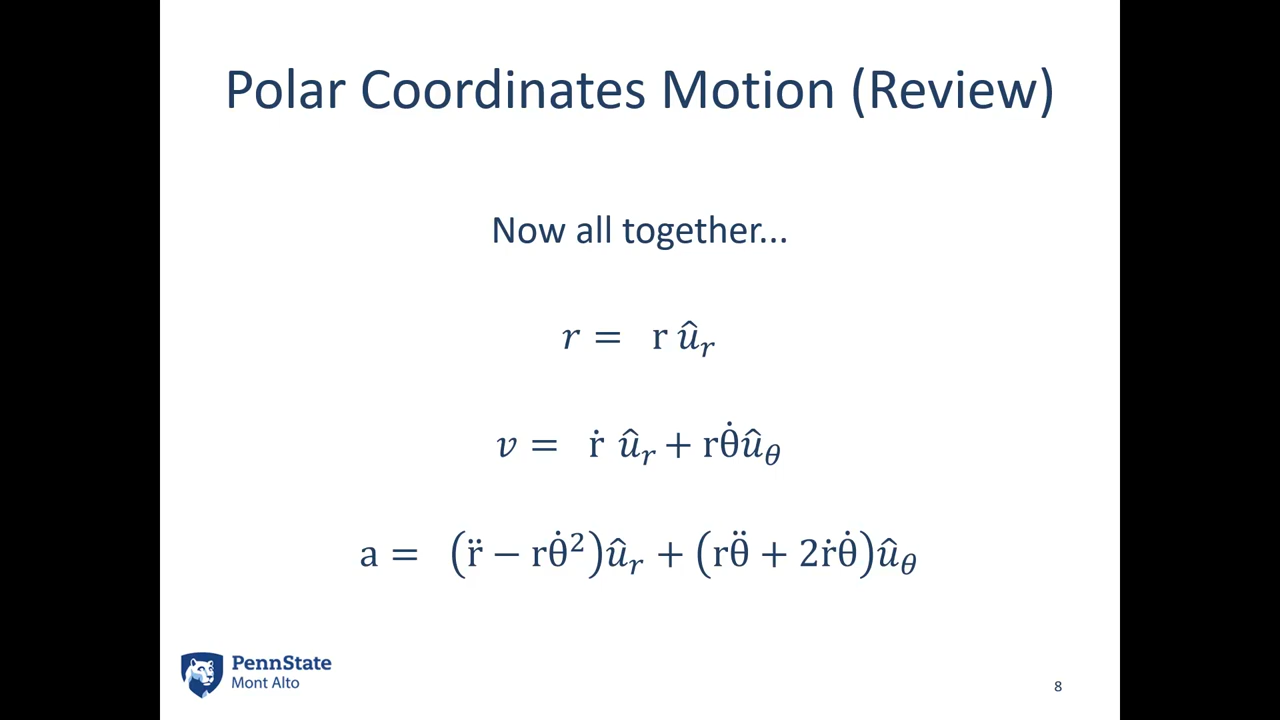 Polar Coordinates Motion (Review)
Now all together...
r = r û_r
v = ṙ û_r + rθ̇û_θ
a = (r̈ − rθ̇²)û_r + (rθ̈ + 2ṙθ̇)û_θ
PennState
Mont Alto
8